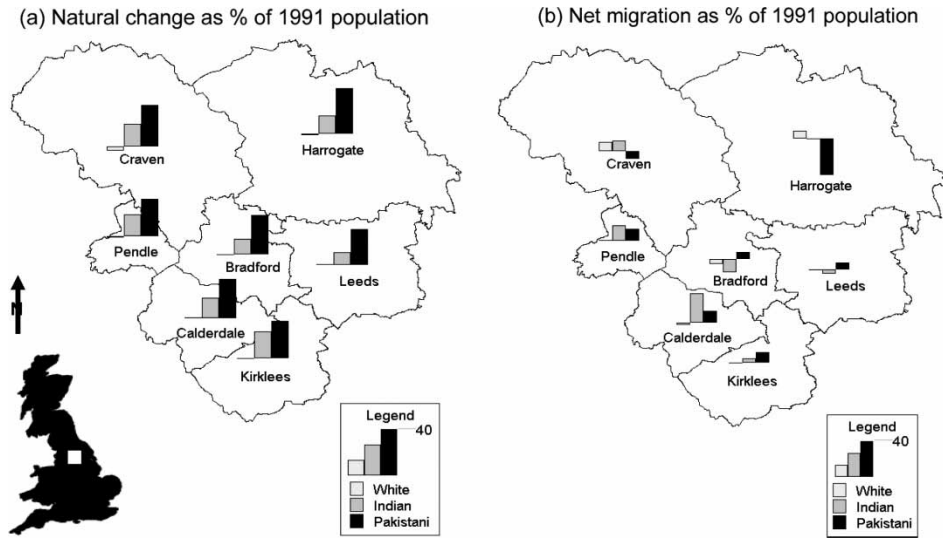 (a) Natural change as % of 1991 population
Craven
Harrogate
Pendle
Bradford
Leeds
Calderdale
Kirklees
N
Legend
40
White
Indian
Pakistani
(b) Net migration as % of 1991 population
Craven
Harrogate
Pendle
Bradford
Leeds
Calderdale
Kirklees
Legend
40
White
Indian
Pakistani